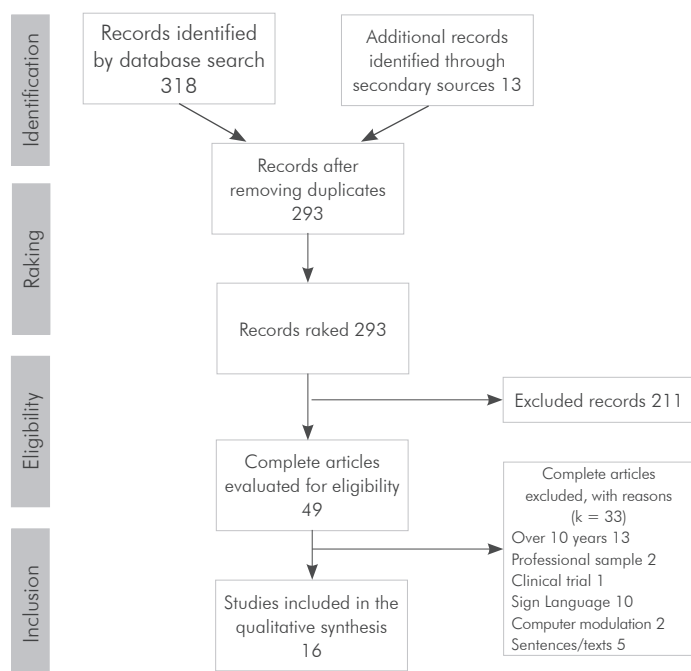 Identification
Records identified
by database search
318
Additional records
identified through
secondary sources 13
Records after
removing duplicates
293
Raking
Records raked 293
Eligibility
Excluded records 211
Complete articles
evaluated for eligibility
49
Complete articles
excluded, with reasons
(k = 33)
Over 10 years 13
Professional sample 2
Clinical trial 1
Sign Language 10
Computer modulation 2
Sentences/texts 5
Inclusion
Studies included in the
qualitative synthesis
16